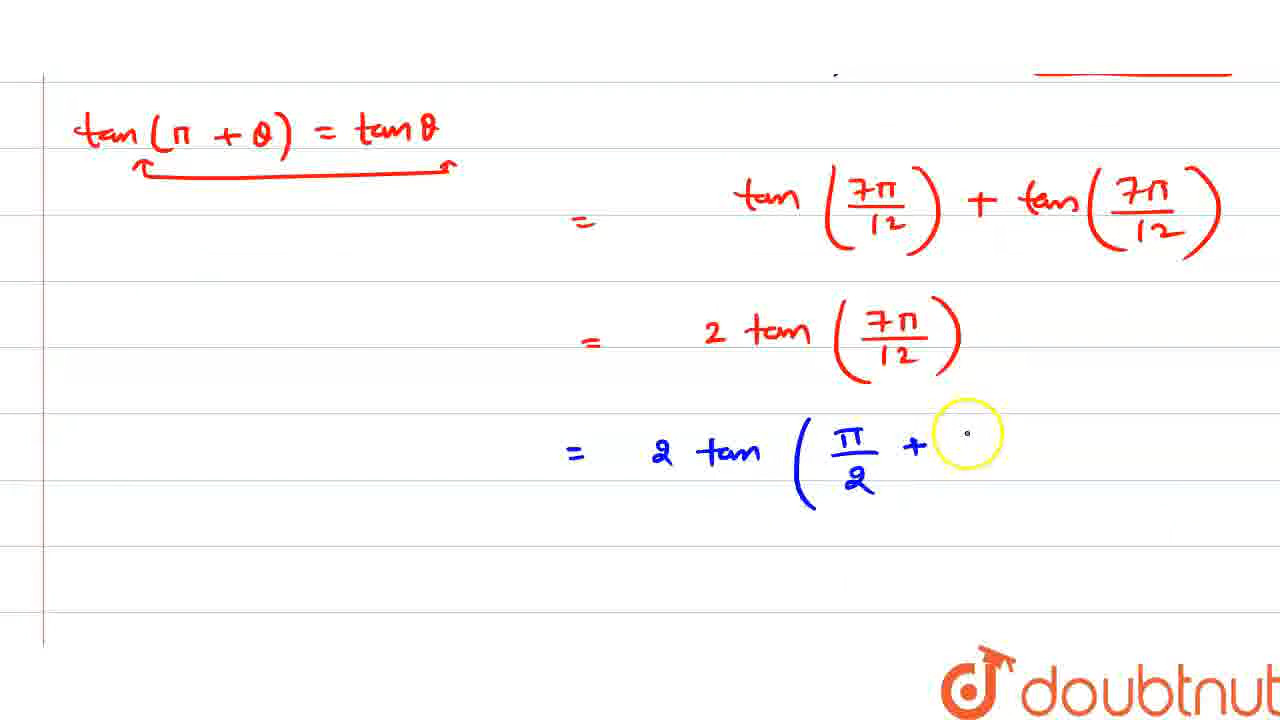 tan(π + θ) = tanθ
= tan(7π/12) + tan(7π/12)
= 2 tan(7π/12)
= 2 tan(π/2 +
doubtnut